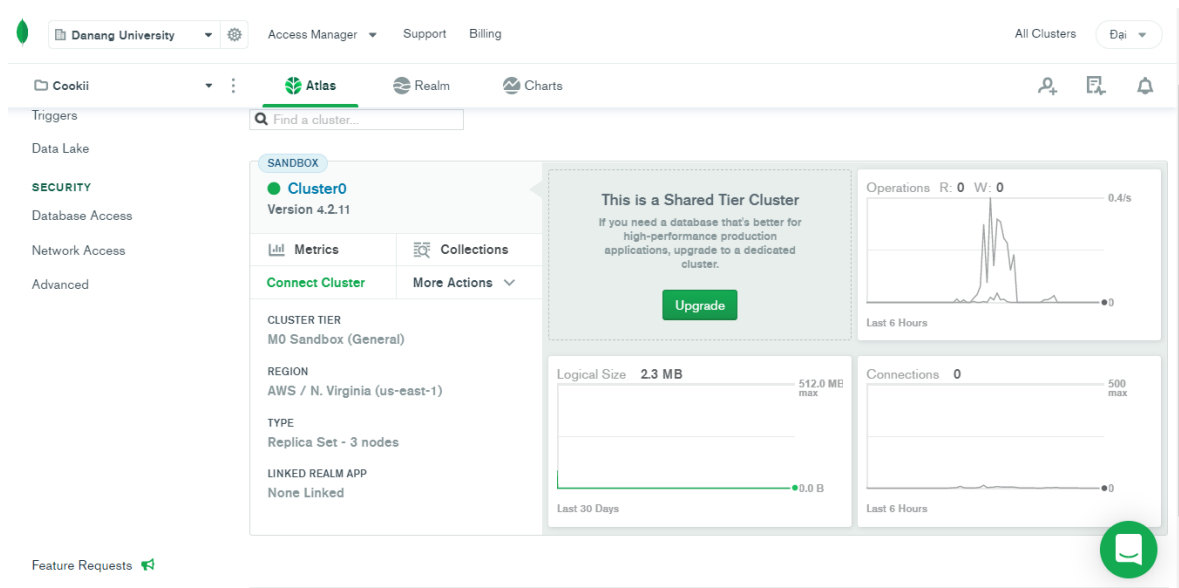 Danang University
Access Manager
Support
Billing
All Clusters
Đại
Cookii
Atlas
Realm
Charts
Triggers
Data Lake
SECURITY
Database Access
Network Access
Advanced
Feature Requests
Find a cluster...
SANDBOX
Cluster0
Version 4.2.11
Metrics
Collections
Connect Cluster
More Actions
CLUSTER TIER
M0 Sandbox (General)
REGION
AWS / N. Virginia (us-east-1)
TYPE
Replica Set - 3 nodes
LINKED REALM APP
None Linked
This is a Shared Tier Cluster
If you need a database that's better for
high-performance production
applications, upgrade to a dedicated
cluster.
Upgrade
Operations R: 0 W: 0
0.4/s
0
Last 6 Hours
Logical Size 2.3 MB
512.0 MB
max
0.0 B
Last 30 Days
Connections 0
500
max
0
Last 6 Hours